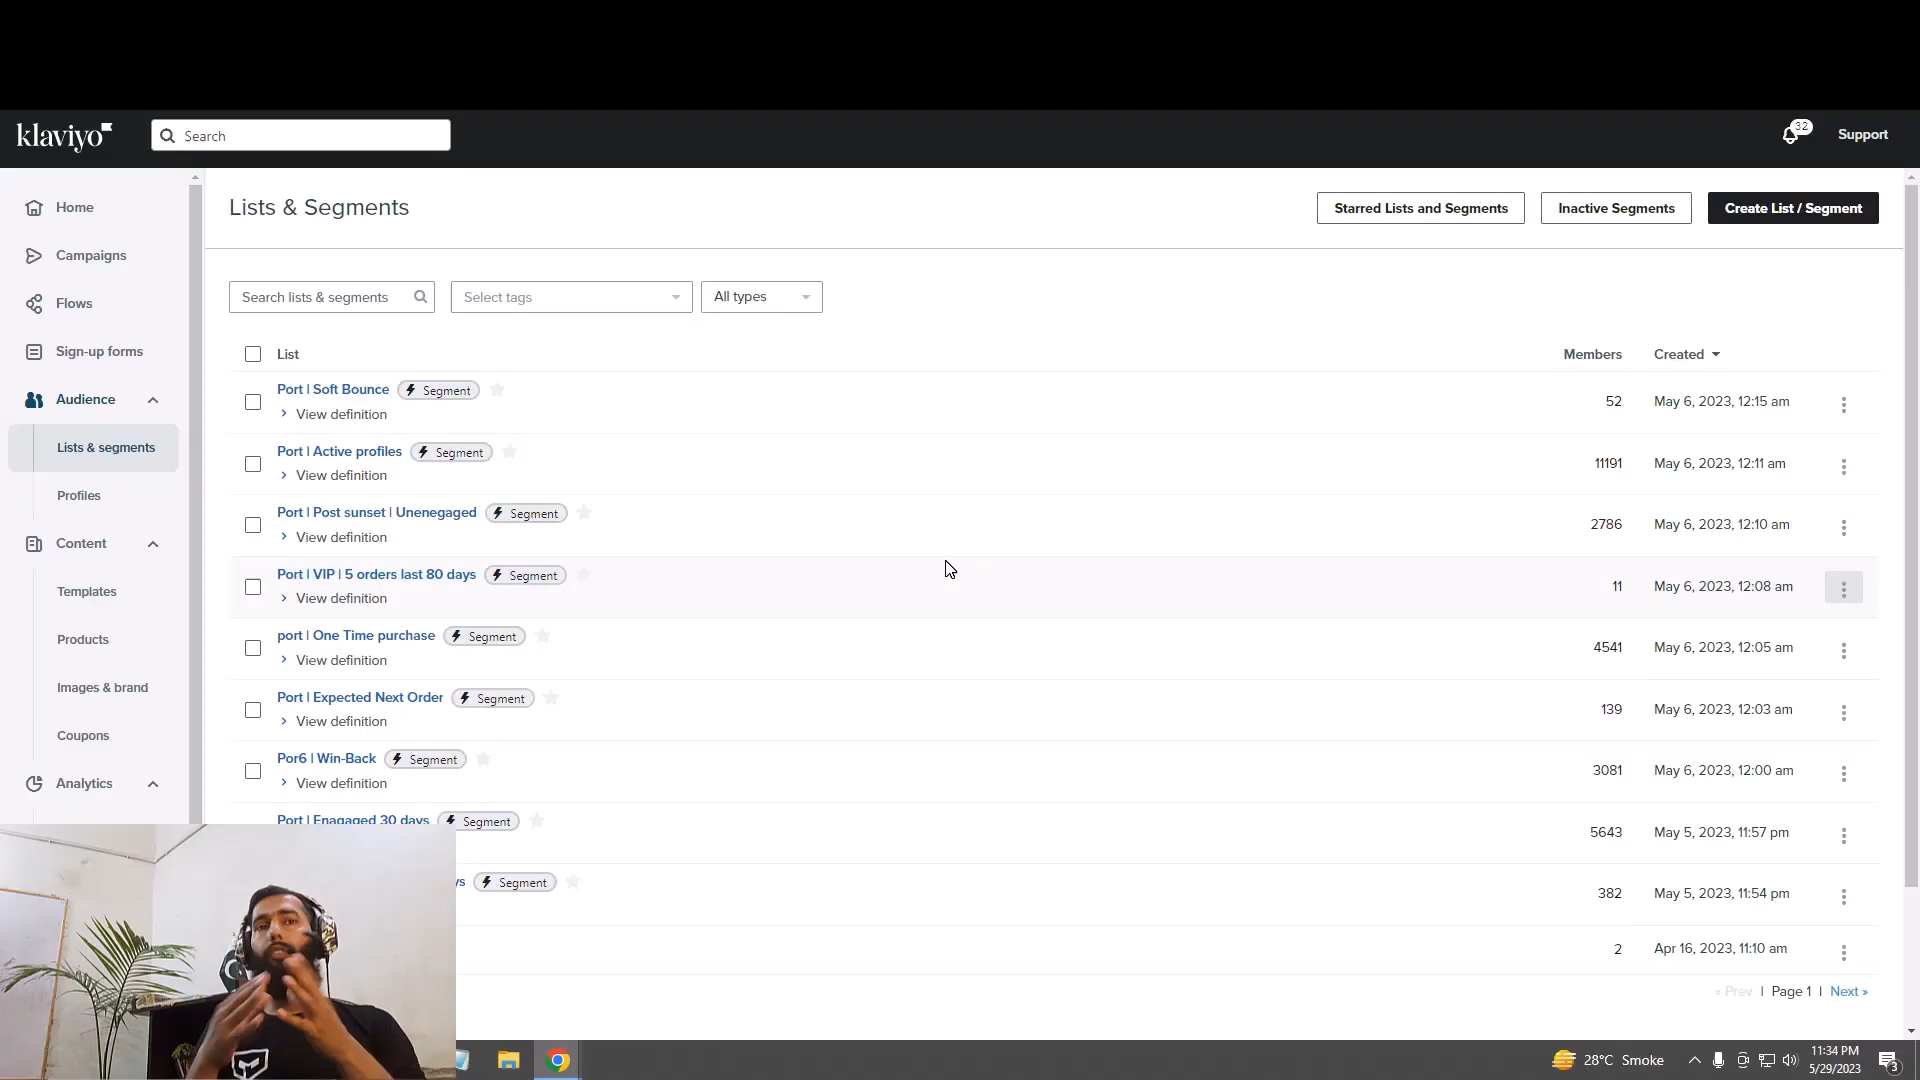 klaviyo
Search
32
Support
Home
Campaigns
Flows
Sign-up forms
Audience
Lists & segments
Profiles
Content
Templates
Products
Images & brand
Coupons
Analytics
Lists & Segments
Starred Lists and Segments
Inactive Segments
Create List / Segment
Search lists & segments
Select tags
All types
List Members Created
Port | Soft Bounce Segment
View definition
52 May 6, 2023, 12:15 am
Port | Active profiles Segment
View definition
11191 May 6, 2023, 12:11 am
Port | Post sunset | Unenegaged Segment
View definition
2786 May 6, 2023, 12:10 am
Port | VIP | 5 orders last 80 days Segment
View definition
11 May 6, 2023, 12:08 am
port | One Time purchase Segment
View definition
4541 May 6, 2023, 12:05 am
Port | Expected Next Order Segment
View definition
139 May 6, 2023, 12:03 am
Por6 | Win-Back Segment
View definition
3081 May 6, 2023, 12:00 am
Port | Enagaged 30 days Segment
5643 May 5, 2023, 11:57 pm
ys Segment
382 May 5, 2023, 11:54 pm
2 Apr 16, 2023, 11:10 am
« Prev | Page 1 | Next »
28°C Smoke
11:34 PM
5/29/2023
3